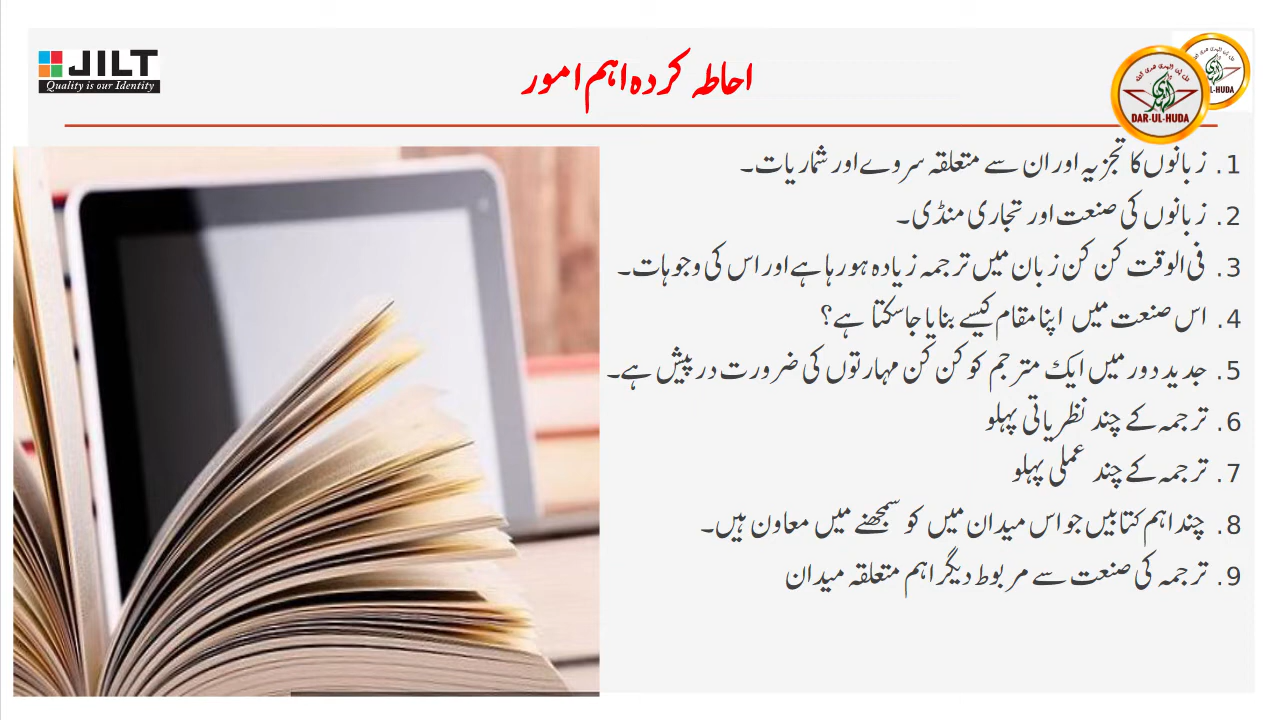 JILT
Quality is our Identity
احاطہ کردہ اہم امور
DAR-UL-HUDA
UL-HUDA
1. زبانوں کا تجزیہ اور ان سے متعلقہ سروے اور شماریات۔
2. زبانوں کی صنعت اور تجارتی منڈی۔
3. فی الوقت کن کن زبان میں ترجمہ زیادہ ہو رہا ہے اور اس کی وجوہات۔
4. اس صنعت میں اپنا مقام کیسے بنایا جاسکتا ہے؟
5. جدید دور میں ایک مترجم کو کن کن مہارتوں کی ضرورت درپیش ہے۔
6. ترجمہ کے چند نظریاتی پہلو
7. ترجمہ کے چند عملی پہلو
8. چند اہم کتابیں جو اس میدان میں کو سمجھنے میں معاون ہیں۔
9. ترجمہ کی صنعت سے مربوط دیگر اہم متعلقہ میدان .